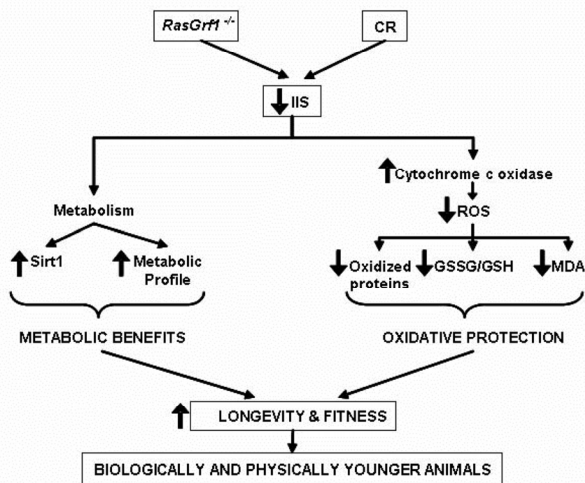 RasGrf1 -/-
CR
IIS
Cytochrome c oxidase
ROS
Metabolism
Sirt1
Metabolic
Profile
Oxidized
proteins
GSSG/GSH
MDA
METABOLIC BENEFITS
OXIDATIVE PROTECTION
LONGEVITY & FITNESS
BIOLOGICALLY AND PHYSICALLY YOUNGER ANIMALS